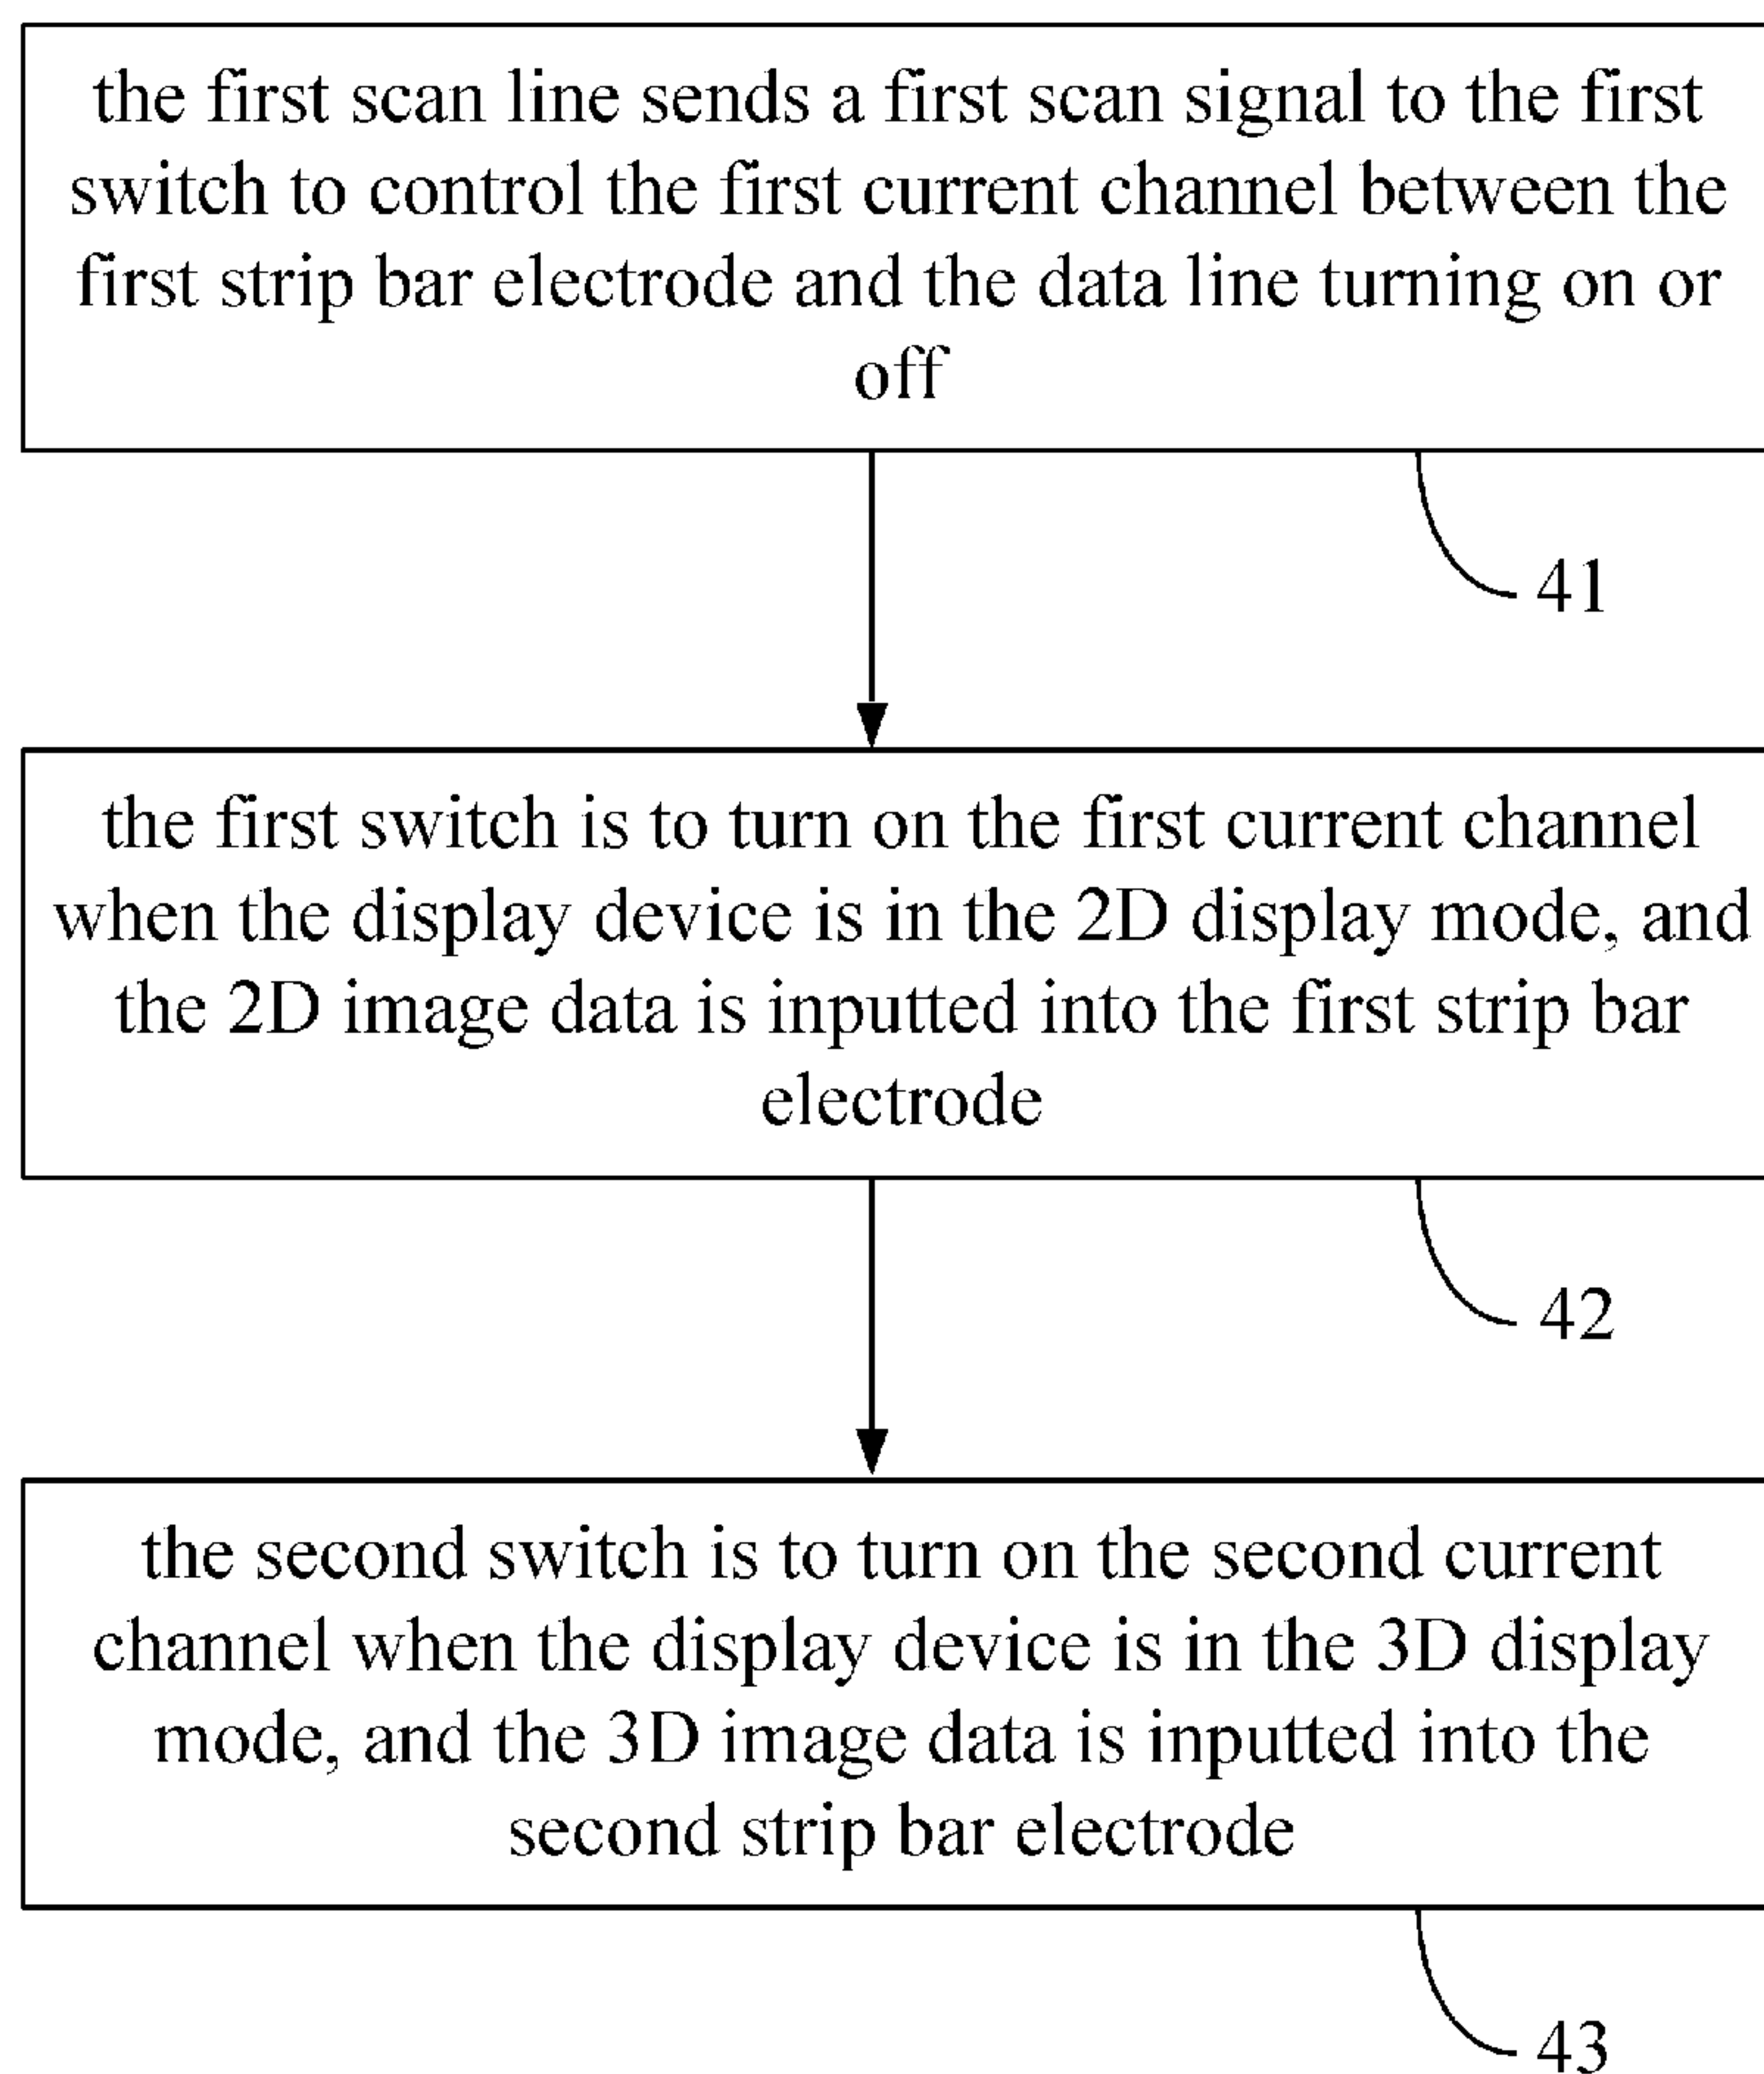 the first scan line sends a first scan signal to the first
switch to control the first current channel between the
first strip bar electrode and the data line turning on or
off
41
the first switch is to turn on the first current channel
when the display device is in the 2D display mode, and
the 2D image data is inputted into the first strip bar
electrode
42
the second switch is to turn on the second current
channel when the display device is in the 3D display
mode, and the 3D image data is inputted into the
second strip bar electrode
43